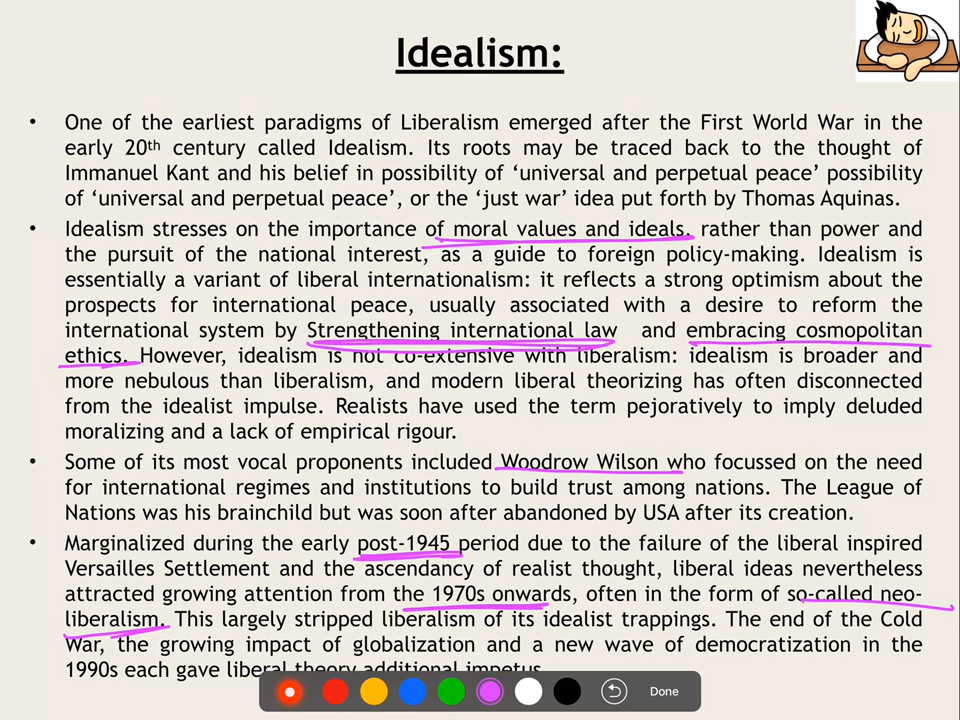 Idealism:
• One of the earliest paradigms of Liberalism emerged after the First World War in the
early 20th century called Idealism. Its roots may be traced back to the thought of
Immanuel Kant and his belief in possibility of ‘universal and perpetual peace’ possibility
of ‘universal and perpetual peace’, or the ‘just war’ idea put forth by Thomas Aquinas.
• Idealism stresses on the importance of moral values and ideals, rather than power and
the pursuit of the national interest, as a guide to foreign policy-making. Idealism is
essentially a variant of liberal internationalism: it reflects a strong optimism about the
prospects for international peace, usually associated with a desire to reform the
international system by Strengthening international law and embracing cosmopolitan
ethics. However, idealism is not co-extensive with liberalism: idealism is broader and
more nebulous than liberalism, and modern liberal theorizing has often disconnected
from the idealist impulse. Realists have used the term pejoratively to imply deluded
moralizing and a lack of empirical rigour.
• Some of its most vocal proponents included Woodrow Wilson who focussed on the need
for international regimes and institutions to build trust among nations. The League of
Nations was his brainchild but was soon after abandoned by USA after its creation.
• Marginalized during the early post-1945 period due to the failure of the liberal inspired
Versailles Settlement and the ascendancy of realist thought, liberal ideas nevertheless
attracted growing attention from the 1970s onwards, often in the form of so-called neo-
liberalism. This largely stripped liberalism of its idealist trappings. The end of the Cold
War, the growing impact of globalization and a new wave of democratization in the
1990s each gave liberal theory additional impetus.
Done